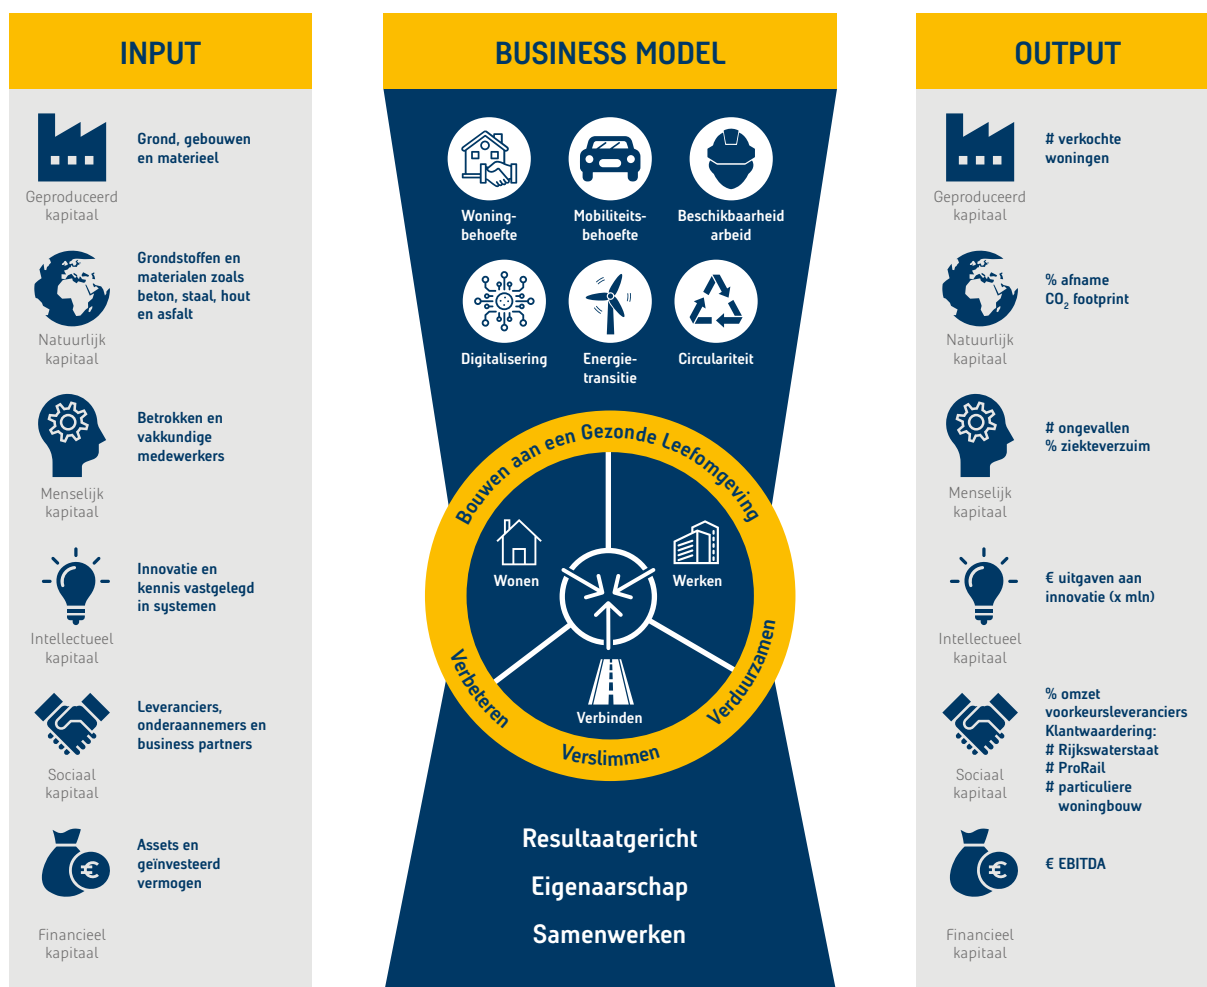 INPUT
Grond, gebouwen
en materieel
Geproduceerd
kapitaal
Grondstoffen en
materialen zoals
beton, staal, hout
en asfalt
Natuurlijk
kapitaal
Betrokken en
vakkundige
medewerkers
Menselijk
kapitaal
Innovatie en
kennis vastgelegd
in systemen
Intellectueel
kapitaal
Leveranciers,
onderaannemers en
business partners
Sociaal
kapitaal
Assets en
geïnvesteerd
vermogen
€
Financieel
kapitaal
BUSINESS MODEL
Woning-
behoefte
Mobiliteits-
behoefte
Beschikbaarheid
arbeid
Digitalisering
Energie-
transitie
Circulariteit
Bouwen aan een Gezonde Leefomgeving
Wonen
Werken
Verbinden
Verbeteren
Verslimmen
Verduurzamen
Resultaatgericht
Eigenaarschap
Samenwerken
OUTPUT
# verkochte
woningen
Geproduceerd
kapitaal
% afname
CO₂ footprint
Natuurlijk
kapitaal
# ongevallen
% ziekteverzuim
Menselijk
kapitaal
€ uitgaven aan
innovatie (x mln)
Intellectueel
kapitaal
% omzet
voorkeursleveranciers
Klantwaardering:
# Rijkswaterstaat
# ProRail
# particuliere
woningbouw
Sociaal
kapitaal
€ EBITDA
€
Financieel
kapitaal